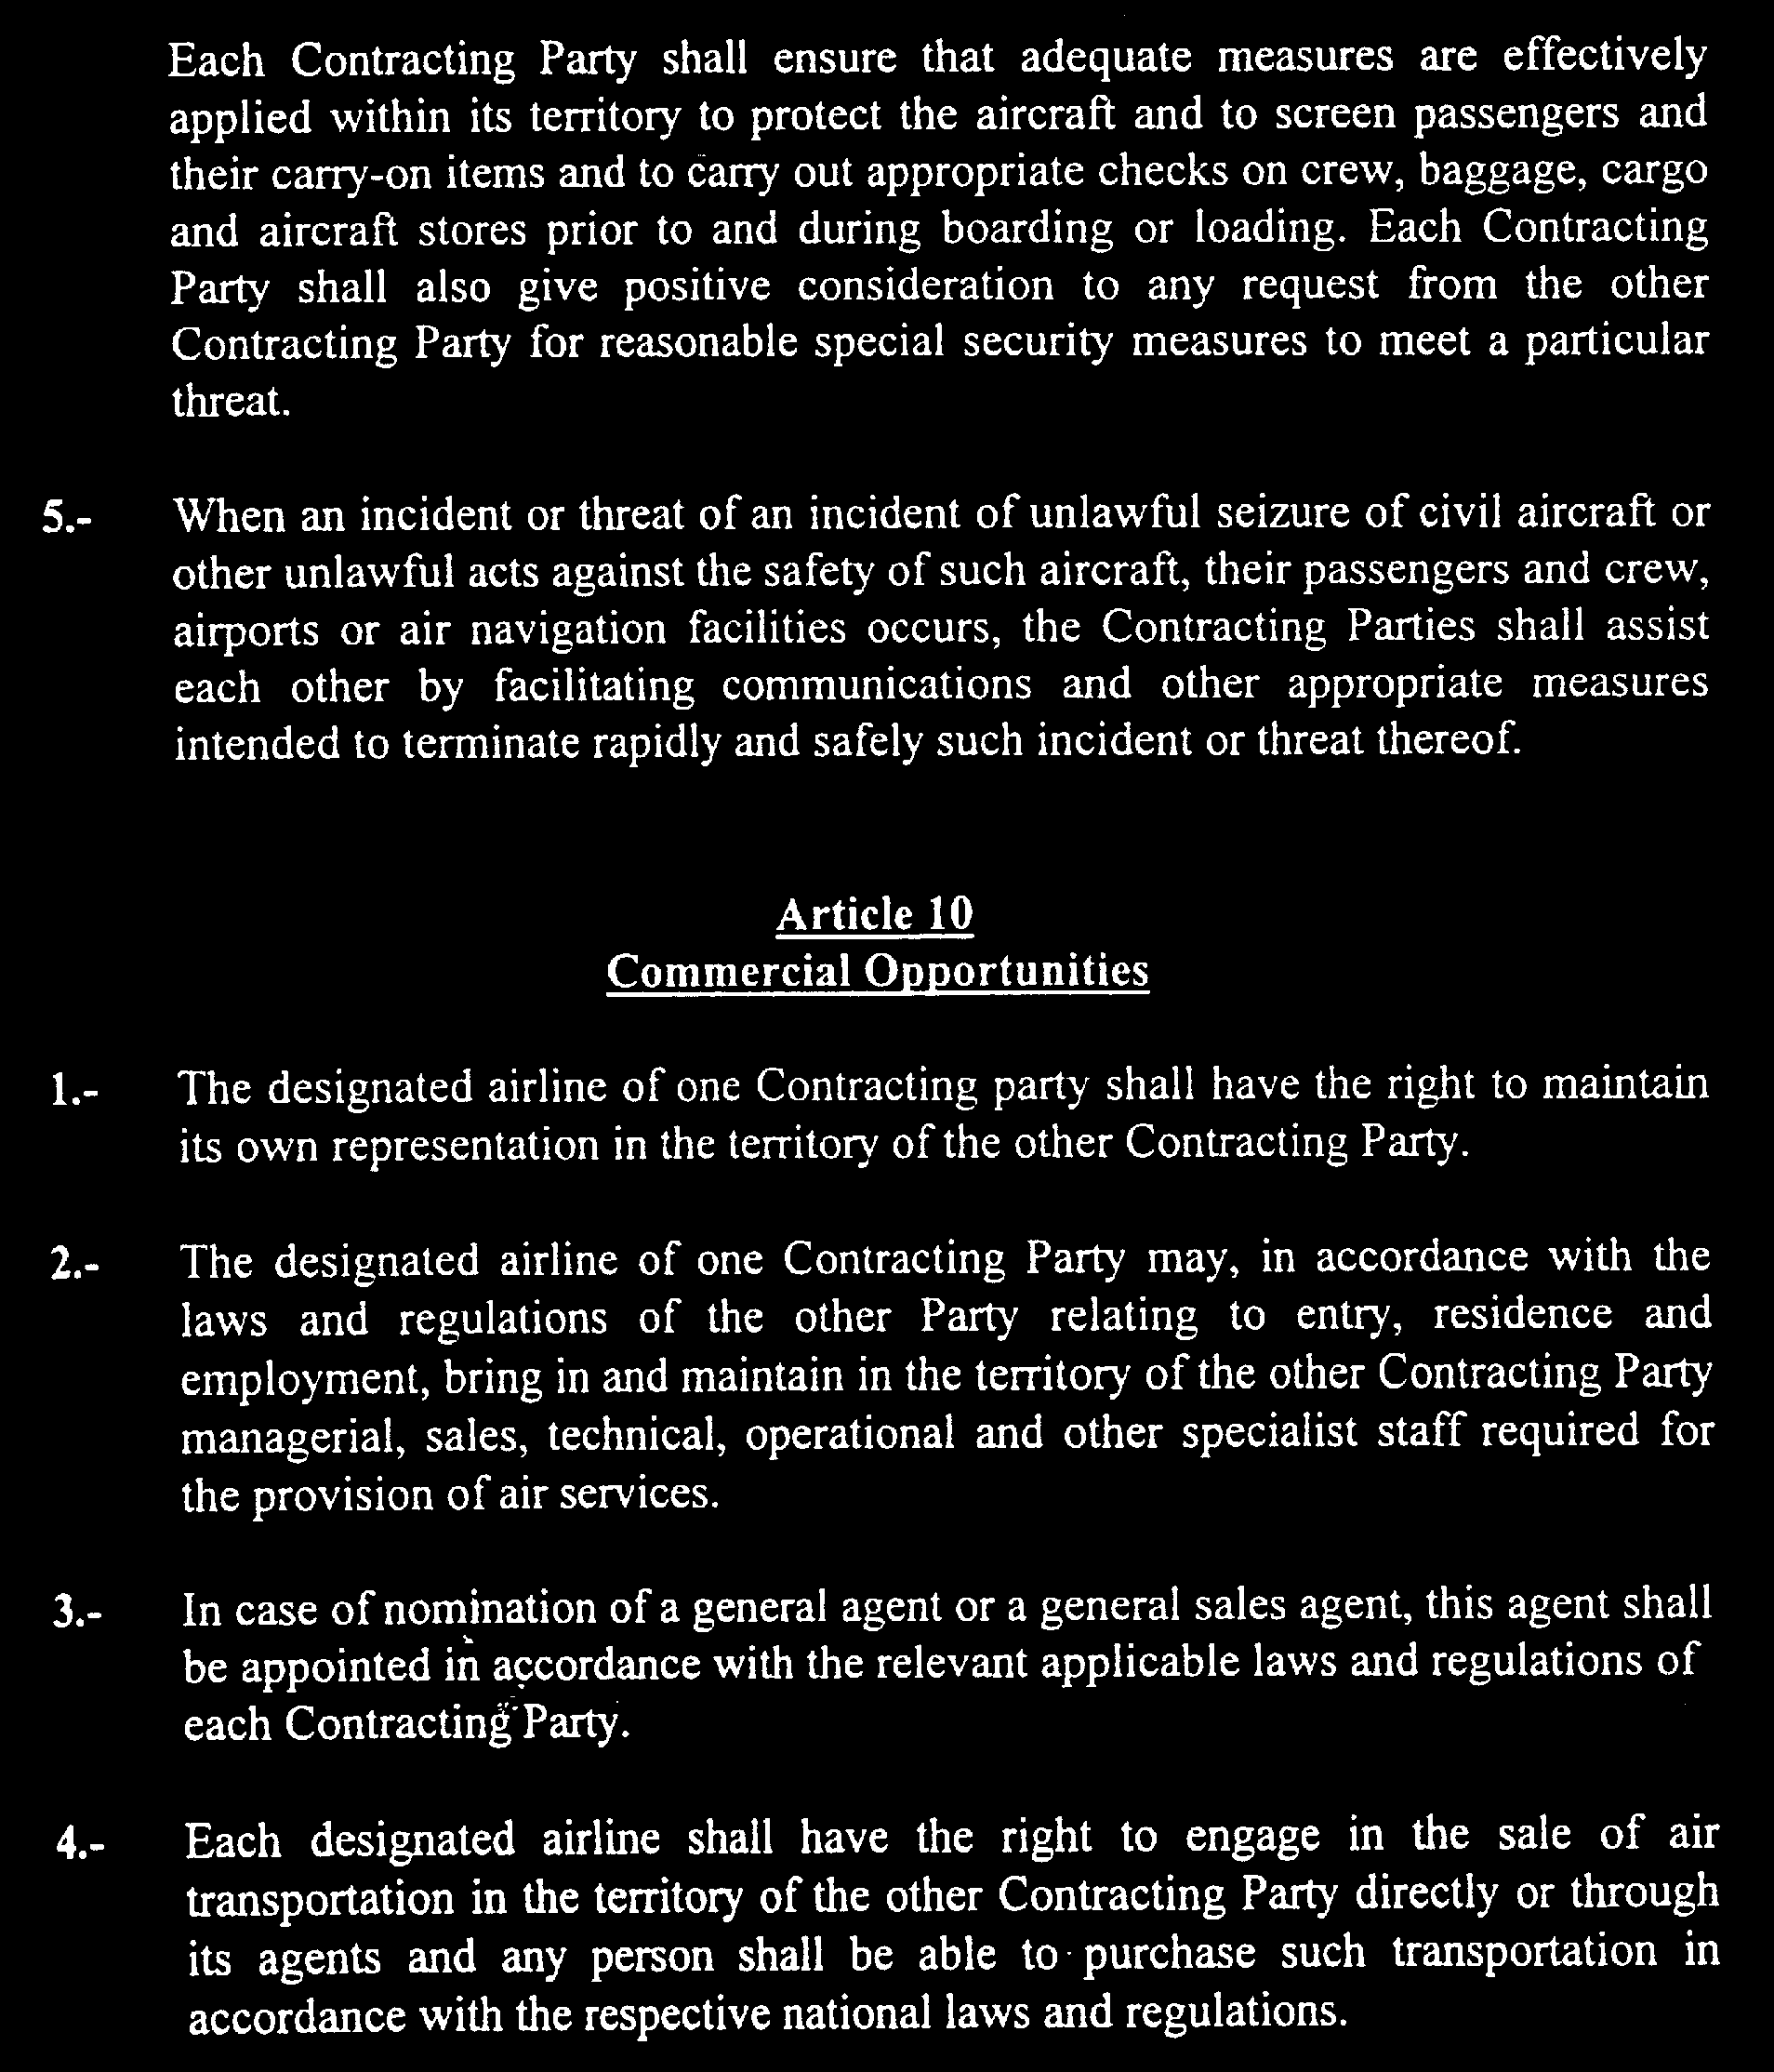 Each Contracting Party shall ensure that adequate measures are effectively
applied within its territory to protect the aircraft and to screen passengers and
their carry-on items and to carry out appropriate checks on crew, baggage, cargo
and aircraft stores prior to and during boarding or loading. Each Contracting
Party shall also give positive consideration to any request from the other
Contracting Party for reasonable special security measures to meet a particular
threat.
5.- When an incident or threat of an incident of unlawful seizure of civil aircraft or
other unlawful acts against the safety of such aircraft, their passengers and crew,
airports or air navigation facilities occurs, the Contracting Parties shall assist
each other by facilitating communications and other appropriate measures
intended to terminate rapidly and safely such incident or threat thereof.
Article 10
Commercial Opportunities
1.- The designated airline of one Contracting party shall have the right to maintain
its own representation in the territory of the other Contracting Party.
2.- The designated airline of one Contracting Party may, in accordance with the
laws and regulations of the other Party relating to entry, residence and
employment, bring in and maintain in the territory of the other Contracting Party
managerial, sales, technical, operational and other specialist staff required for
the provision of air services.
3.- In case of nomination of a general agent or a general sales agent, this agent shall
be appointed in accordance with the relevant applicable laws and regulations of
each Contracting Party.
4.- Each designated airline shall have the right to engage in the sale of air
transportation in the territory of the other Contracting Party directly or through
its agents and any person shall be able to purchase such transportation in
accordance with the respective national laws and regulations.